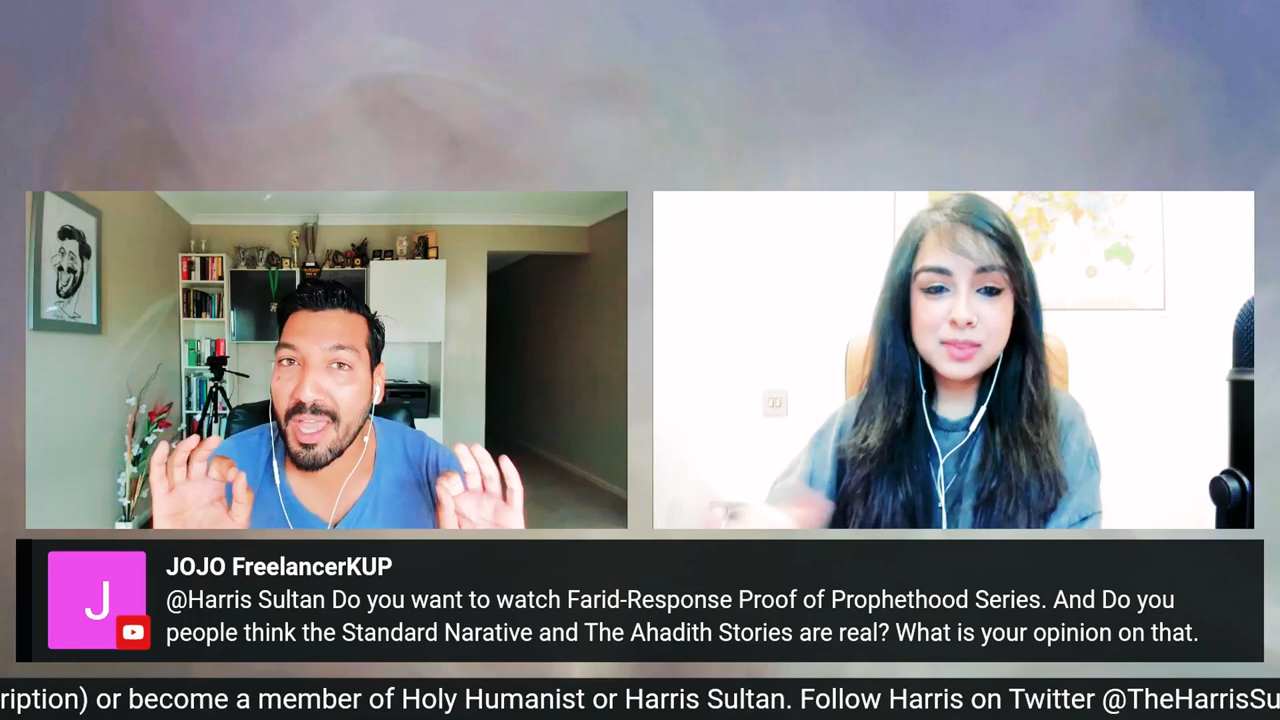 J
JOJO FreelancerKUP
@Harris Sultan Do you want to watch Farid-Response Proof of Prophethood Series. And Do you
people think the Standard Narative and The Ahadith Stories are real? What is your opinion on that.
ription) or become a member of Holy Humanist or Harris Sultan. Follow Harris on Twitter @TheHarrisSu